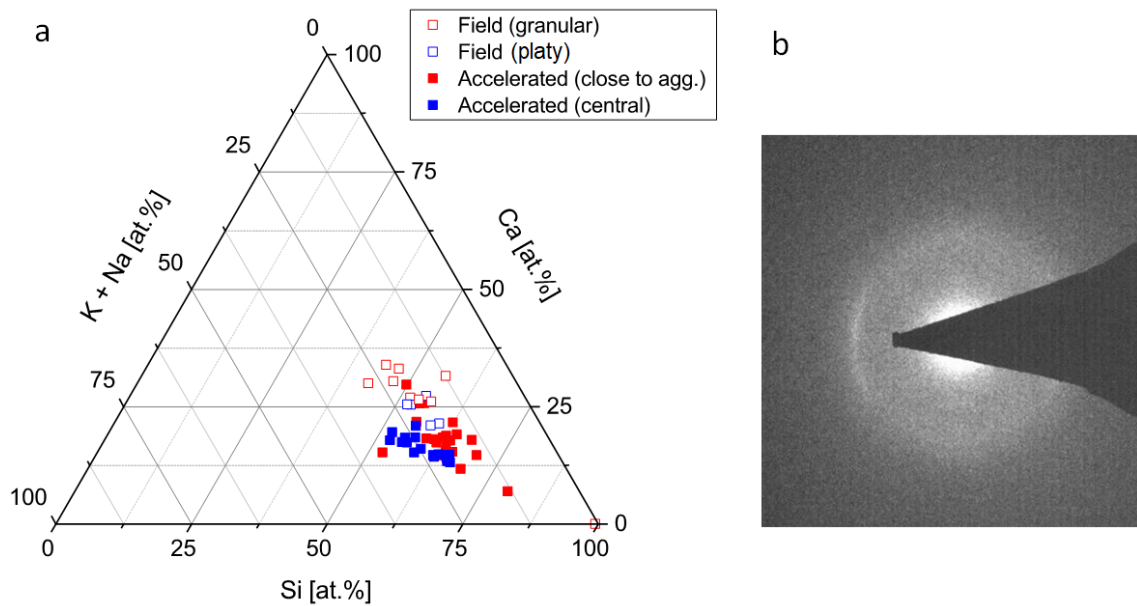 a
b
Field (granular)
Field (platy)
Accelerated (close to agg.)
Accelerated (central)
0
100
25
75
K + Na [at.%]
Ca [at.%]
50
50
75
25
100
0
0
25
50
75
100
Si [at.%]